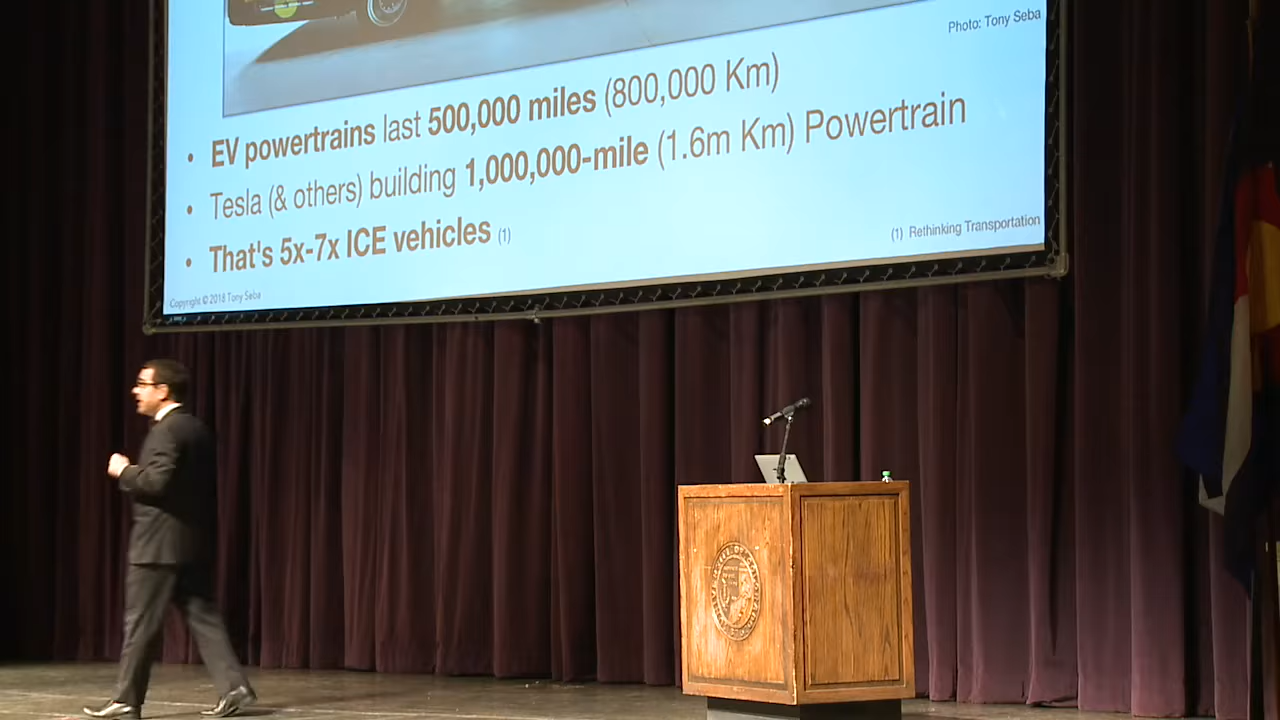 Photo: Tony Seba
• EV powertrains last 500,000 miles (800,000 Km)
• Tesla (& others) building 1,000,000-mile (1.6m Km) Powertrain
• That's 5x-7x ICE vehicles (1)
(1) Rethinking Transportation
Copyright © 2018 Tony Seba